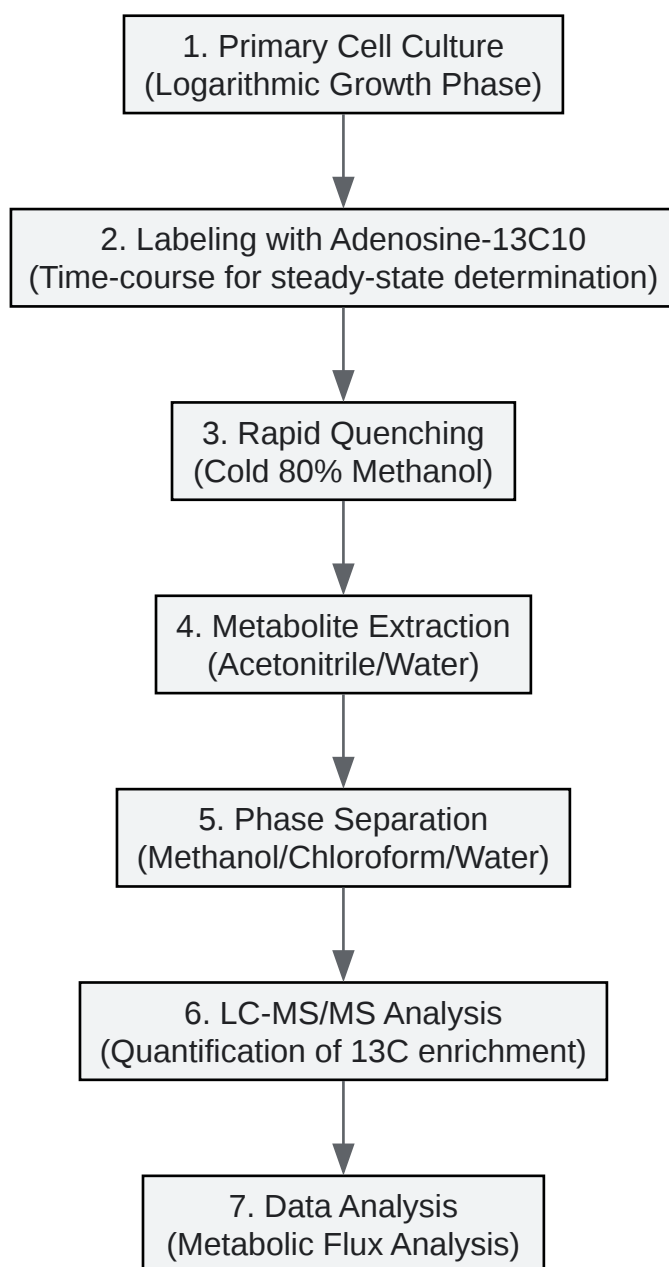 1. Primary Cell Culture
(Logarithmic Growth Phase)
2. Labeling with Adenosine-13C10
(Time-course for steady-state determination)
3. Rapid Quenching
(Cold 80% Methanol)
4. Metabolite Extraction
(Acetonitrile/Water)
5. Phase Separation
(Methanol/Chloroform/Water)
6. LC-MS/MS Analysis
(Quantification of 13C enrichment)
7. Data Analysis
(Metabolic Flux Analysis)